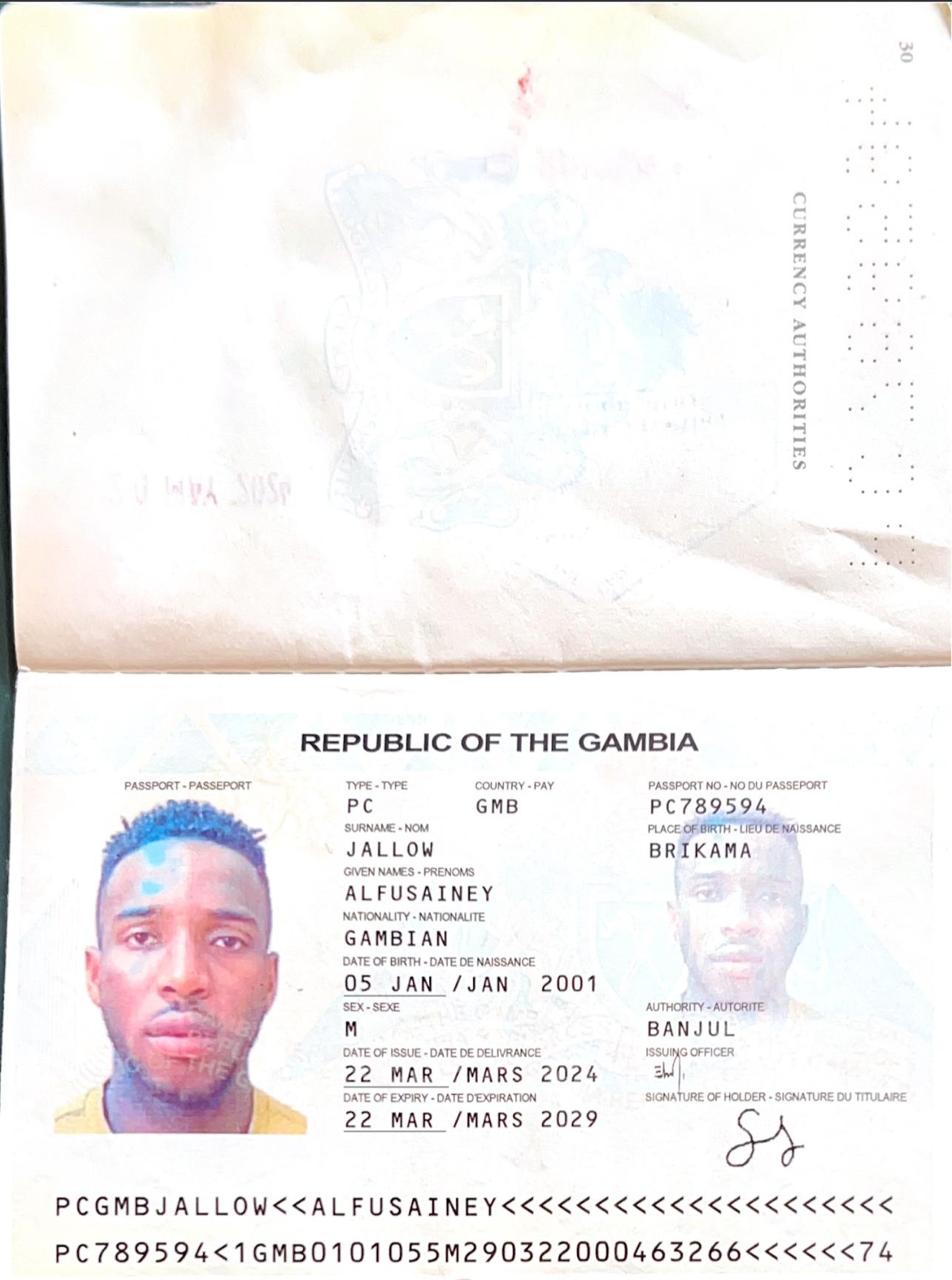 30
CURRENCY AUTHORITIES
REPUBLIC OF THE GAMBIA
PASSPORT - PASSEPORT
TYPE - TYPE
PC
COUNTRY - PAY
GMB
PASSPORT NO - NO DU PASSEPORT
PC789594
SURNAME - NOM
JALLOW
PLACE OF BIRTH - LIEU DE NAISSANCE
BRIKAMA
GIVEN NAMES - PRENOMS
ALFUSAINEY
NATIONALITY - NATIONALITE
GAMBIAN
DATE OF BIRTH - DATE DE NAISSANCE
05 JAN /JAN 2001
SEX - SEXE
M
AUTHORITY - AUTORITE
BANJUL
DATE OF ISSUE - DATE DE DELIVRANCE
22 MAR /MARS 2024
ISSUING OFFICER
DATE OF EXPIRY - DATE D'EXPIRATION
22 MAR /MARS 2029
SIGNATURE OF HOLDER - SIGNATURE DU TITULAIRE
PCGMBJALLOW<<ALFUSAINEY<<<<<<<<<<<<<<<<<<<<<
PC789594<1GMB0101055M290322000463266<<<<<<74